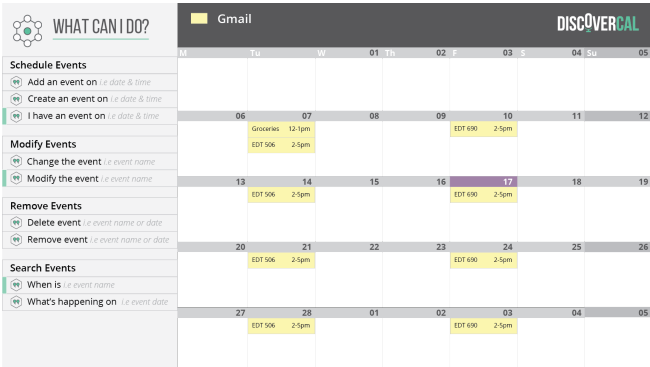 WHAT CAN I DO?
Schedule Events
Add an event on i.e date & time
Create an event on i.e date & time
I have an event on i.e date & time
Modify Events
Change the event i.e event name
Modify the event i.e event name
Remove Events
Delete event i.e event name or date
Remove event i.e event name or date
Search Events
When is i.e event name
What's happening on i.e event date
Gmail
DISCOVERCAL
M Tu W 01 Th 02 F 03 S 04 Su 05
06 07 08 09 10 11 12
Groceries 12-1pm
EDT 506 2-5pm
EDT 690 2-5pm
13 14 15 16 17 18 19
EDT 506 2-5pm
EDT 690 2-5pm
20 21 22 23 24 25 26
EDT 506 2-5pm
EDT 690 2-5pm
27 28 01 02 03 04 05
EDT 506 2-5pm
EDT 690 2-5pm